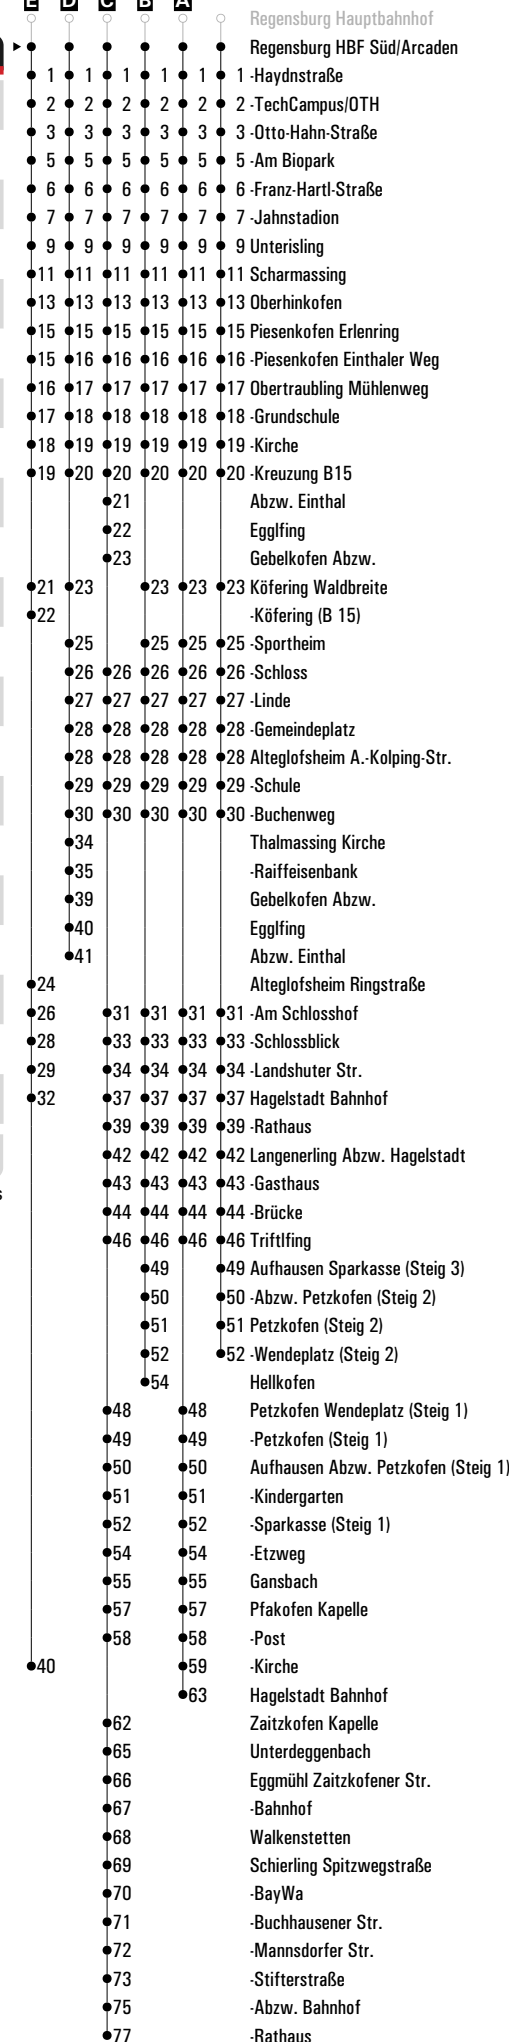 E D C B A
Regensburg Hauptbahnhof
Regensburg HBF Süd/Arcaden
1 1 1 1 1 1 -Haydnstraße
2 2 2 2 2 2 -TechCampus/OTH
3 3 3 3 3 3 -Otto-Hahn-Straße
5 5 5 5 5 5 -Am Biopark
6 6 6 6 6 6 -Franz-Hartl-Straße
7 7 7 7 7 7 -Jahnstadion
9 9 9 9 9 9 Unterisling
11 11 11 11 11 11 Scharmassing
13 13 13 13 13 13 Oberhinkofen
15 15 15 15 15 15 Piesenkofen Erlenring
15 16 16 16 16 16 -Piesenkofen Einthaler Weg
16 17 17 17 17 17 Obertraubling Mühlenweg
17 18 18 18 18 18 -Grundschule
18 19 19 19 19 19 -Kirche
19 20 20 20 20 20 -Kreuzung B15
21 Abzw. Einthal
22 Egglfing
23 Gebelkofen Abzw.
21 23 23 23 23 Köfering Waldbreite
22 -Köfering (B 15)
25 25 25 25 -Sportheim
26 26 26 26 26 -Schloss
27 27 27 27 27 -Linde
28 28 28 28 28 -Gemeindeplatz
28 28 28 28 28 Alteglofsheim A.-Kolping-Str.
29 29 29 29 29 -Schule
30 30 30 30 30 -Buchenweg
34 Thalmassing Kirche
35 -Raiffeisenbank
39 Gebelkofen Abzw.
40 Egglfing
41 Abzw. Einthal
24 Alteglofsheim Ringstraße
26 31 31 31 31 -Am Schlosshof
28 33 33 33 33 -Schlossblick
29 34 34 34 34 -Landshuter Str.
32 37 37 37 37 Hagelstadt Bahnhof
39 39 39 39 -Rathaus
42 42 42 42 Langenerling Abzw. Hagelstadt
43 43 43 43 -Gasthaus
44 44 44 44 -Brücke
46 46 46 46 Triftlfing
49 49 Aufhausen Sparkasse (Steig 3)
50 50 -Abzw. Petzkofen (Steig 2)
51 51 Petzkofen (Steig 2)
52 52 -Wendeplatz (Steig 2)
54 Hellkofen
48 48 Petzkofen Wendeplatz (Steig 1)
49 49 -Petzkofen (Steig 1)
50 50 Aufhausen Abzw. Petzkofen (Steig 1)
51 51 -Kindergarten
52 52 -Sparkasse (Steig 1)
54 54 -Etzweg
55 55 Gansbach
57 57 Pfakofen Kapelle
58 58 -Post
40 59 -Kirche
63 Hagelstadt Bahnhof
62 Zaitzkofen Kapelle
65 Unterdeggenbach
66 Eggmühl Zaitzkofener Str.
67 -Bahnhof
68 Walkenstetten
69 Schierling Spitzwegstraße
70 -BayWa
71 -Buchhausener Str.
72 -Mannsdorfer Str.
73 -Stifterstraße
75 -Abzw. Bahnhof
77 -Rathaus